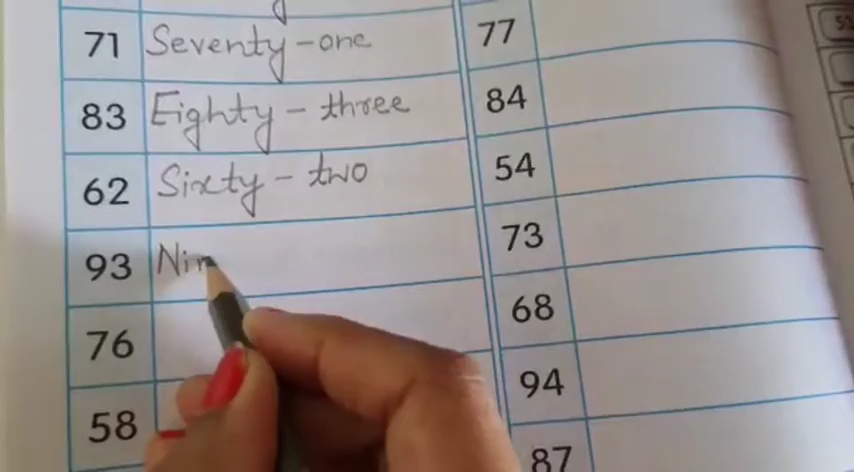 71 Seventy-one 77
83 Eighty - three 84
62 Sixty - two 54
93 Nin 73
76 68
58 94
87